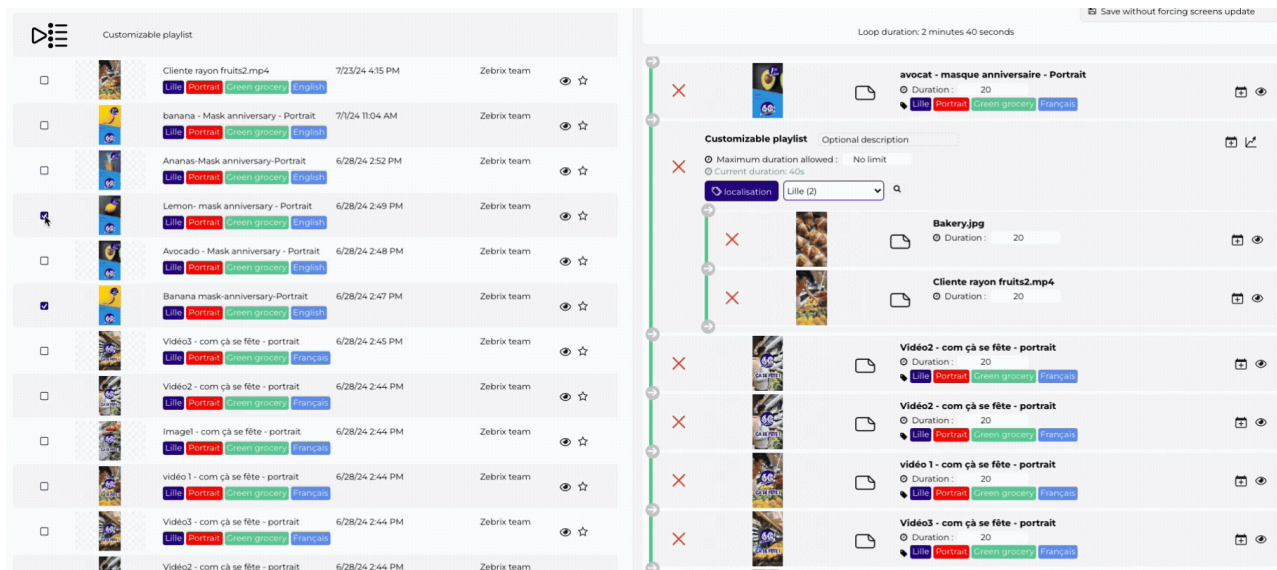 Save without forcing screens update
Customizable playlist
Loop duration: 2 minutes 40 seconds
Cliente rayon fruits2.mp4 7/23/24 4:15 PM Zebrix team
Lille Portrait Green grocery English
banana - Mask anniversary - Portrait 7/1/24 11:04 AM Zebrix team
Lille Portrait Green grocery English
Ananas-Mask anniversary-Portrait 6/28/24 2:52 PM Zebrix team
Lille Portrait Green grocery English
Lemon- mask anniversary - Portrait 6/28/24 2:49 PM Zebrix team
Lille Portrait Green grocery English
Avocado - Mask anniversary - Portrait 6/28/24 2:48 PM Zebrix team
Lille Portrait Green grocery English
Banana mask-anniversary-Portrait 6/28/24 2:47 PM Zebrix team
Lille Portrait Green grocery English
Vidéo3 - com çà se fête - portrait 6/28/24 2:45 PM Zebrix team
Lille Portrait Green grocery Français
Vidéo2 - com çà se fête - portrait 6/28/24 2:44 PM Zebrix team
Lille Portrait Green grocery Français
Image1 - com çà se fête - portrait 6/28/24 2:44 PM Zebrix team
Lille Portrait Green grocery Français
vidéo 1 - com çà se fête - portrait 6/28/24 2:44 PM Zebrix team
Lille Portrait Green grocery Français
Vidéo3 - com çà se fête - portrait 6/28/24 2:44 PM Zebrix team
Lille Portrait Green grocery Français
Vidéo2 - com çà se fête - portrait 6/28/24 2:44 PM Zebrix team
avocat - masque anniversaire - Portrait
Duration : 20
Lille Portrait Green grocery Français
Customizable playlist Optional description
Maximum duration allowed : No limit
Current duration: 40s
localisation Lille (2)
Bakery.jpg
Duration : 20
Cliente rayon fruits2.mp4
Duration : 20
Vidéo2 - com çà se fête - portrait
Duration : 20
Lille Portrait Green grocery Français
Vidéo2 - com çà se fête - portrait
Duration : 20
Lille Portrait Green grocery Français
vidéo 1 - com çà se fête - portrait
Duration : 20
Lille Portrait Green grocery Français
Vidéo3 - com çà se fête - portrait
Duration : 20
Lille Portrait Green grocery Français